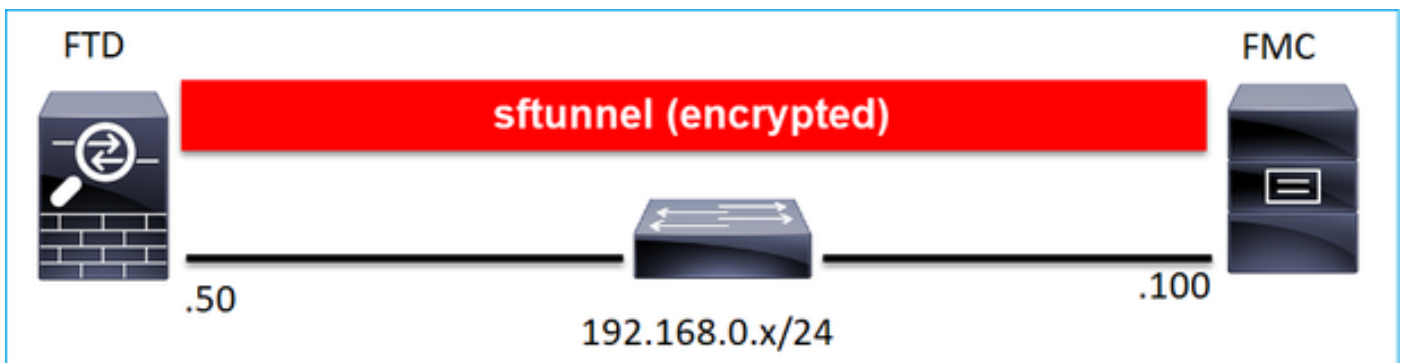 FTD
FMC
sftunnel (encrypted)
.50
.100
192.168.0.x/24